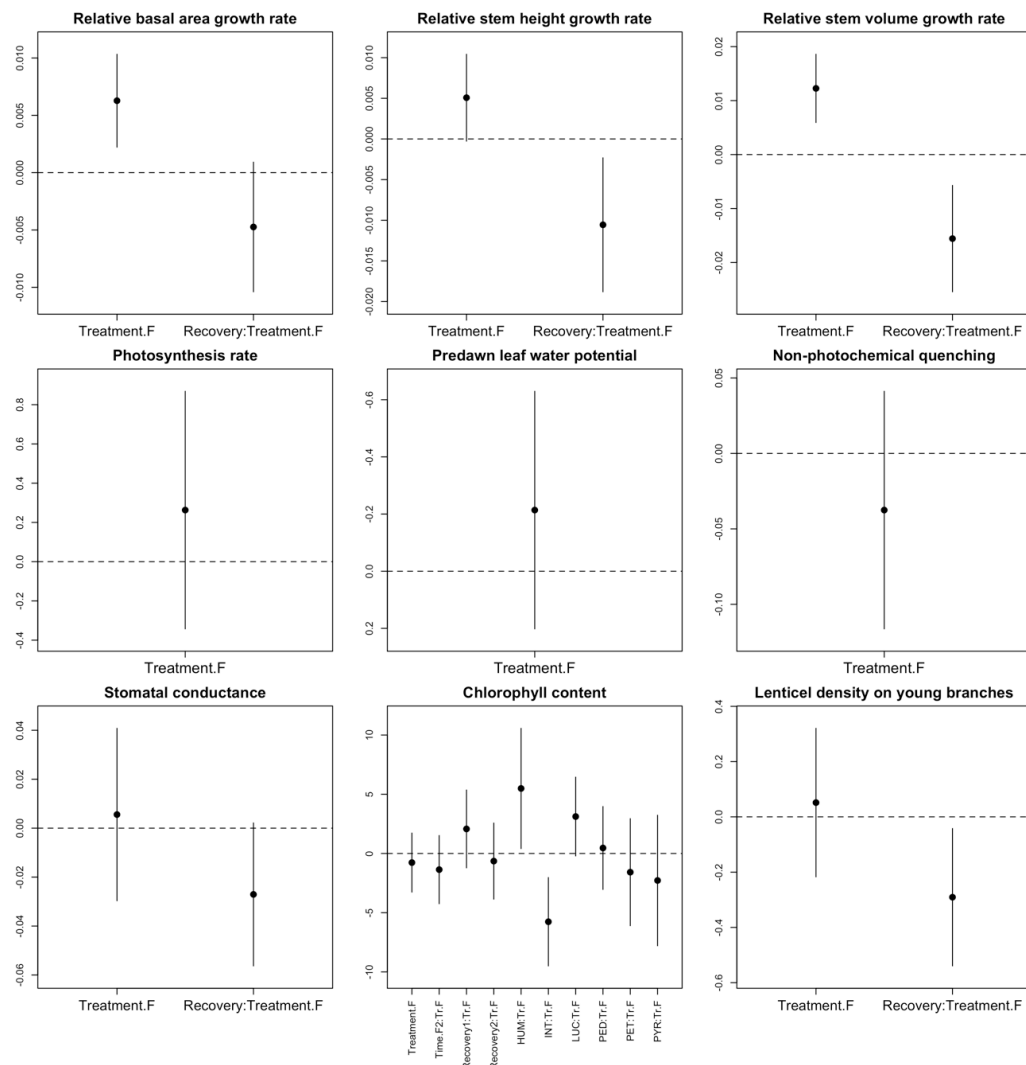 Relative basal area growth rate
0.010
0.005
0.000
-0.005
-0.010
Treatment.F Recovery:Treatment.F
Relative stem height growth rate
0.010
0.005
0.000
-0.005
-0.010
-0.015
-0.020
Treatment.F Recovery:Treatment.F
Relative stem volume growth rate
0.02
0.01
0.00
-0.01
-0.02
Treatment.F Recovery:Treatment.F
Photosynthesis rate
0.8
0.6
0.4
0.2
0.0
-0.2
-0.4
Treatment.F
Predawn leaf water potential
-0.6
-0.4
-0.2
0.0
0.2
Treatment.F
Non-photochemical quenching
0.05
0.00
-0.05
-0.10
Treatment.F
Stomatal conductance
0.04
0.02
0.00
-0.02
-0.04
-0.06
Treatment.F Recovery:Treatment.F
Chlorophyll content
10
5
0
-5
-10
Treatment.F
Time.F2:Tr.F
Recovery1:Tr.F
Recovery2:Tr.F
HUM:Tr.F
INT:Tr.F
LUC:Tr.F
PED:Tr.F
PET:Tr.F
PYR:Tr.F
Lenticel density on young branches
0.4
0.2
0.0
-0.2
-0.4
-0.6
Treatment.F Recovery:Treatment.F